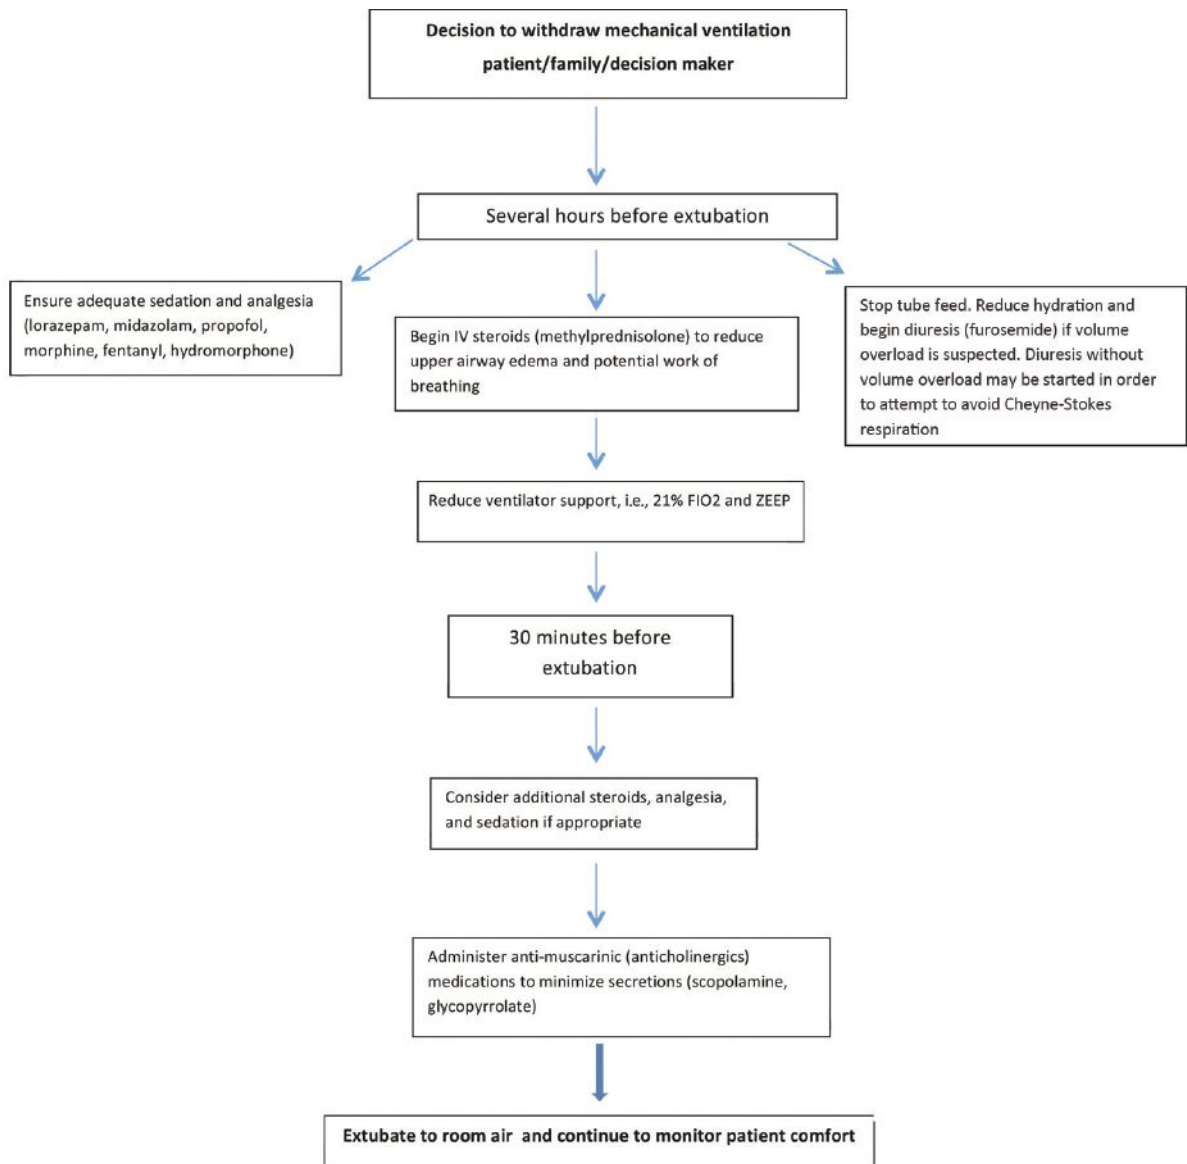 Decision to withdraw mechanical ventilation
patient/family/decision maker
Several hours before extubation
Ensure adequate sedation and analgesia
(lorazepam, midazolam, propofol,
morphine, fentanyl, hydromorphone)
Begin IV steroids (methylprednisolone) to reduce
upper airway edema and potential work of
breathing
Stop tube feed. Reduce hydration and
begin diuresis (furosemide) if volume
overload is suspected. Diuresis without
volume overload may be started in order
to attempt to avoid Cheyne-Stokes
respiration
Reduce ventilator support, i.e., 21% FIO2 and ZEEP
30 minutes before
extubation
Consider additional steroids, analgesia,
and sedation if appropriate
Administer anti-muscarinic (anticholinergics)
medications to minimize secretions (scopolamine,
glycopyrrolate)
Extubate to room air and continue to monitor patient comfort